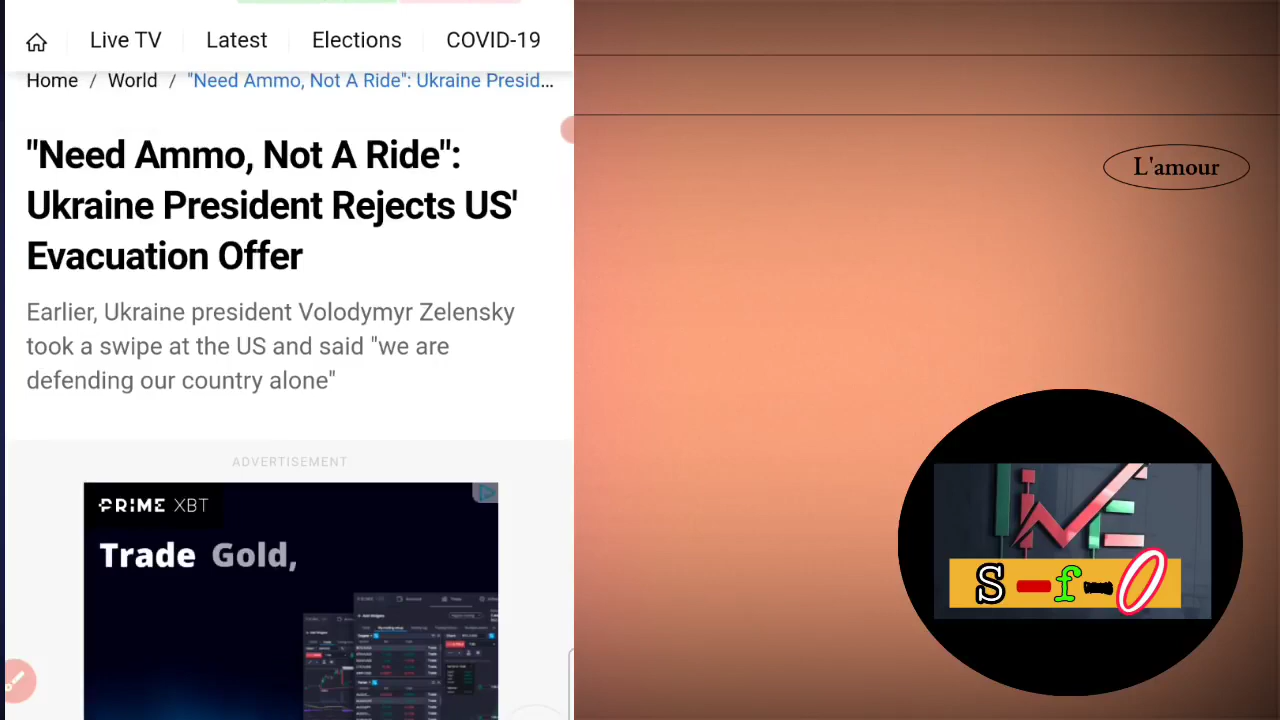 Live TV Latest Elections COVID-19
Home / World / "Need Ammo, Not A Ride": Ukraine Presid...
"Need Ammo, Not A Ride":
Ukraine President Rejects US'
Evacuation Offer
Earlier, Ukraine president Volodymyr Zelensky
took a swipe at the US and said "we are
defending our country alone"
ADVERTISEMENT
PRIME XBT
Trade Gold,
L'amour
S-f-O